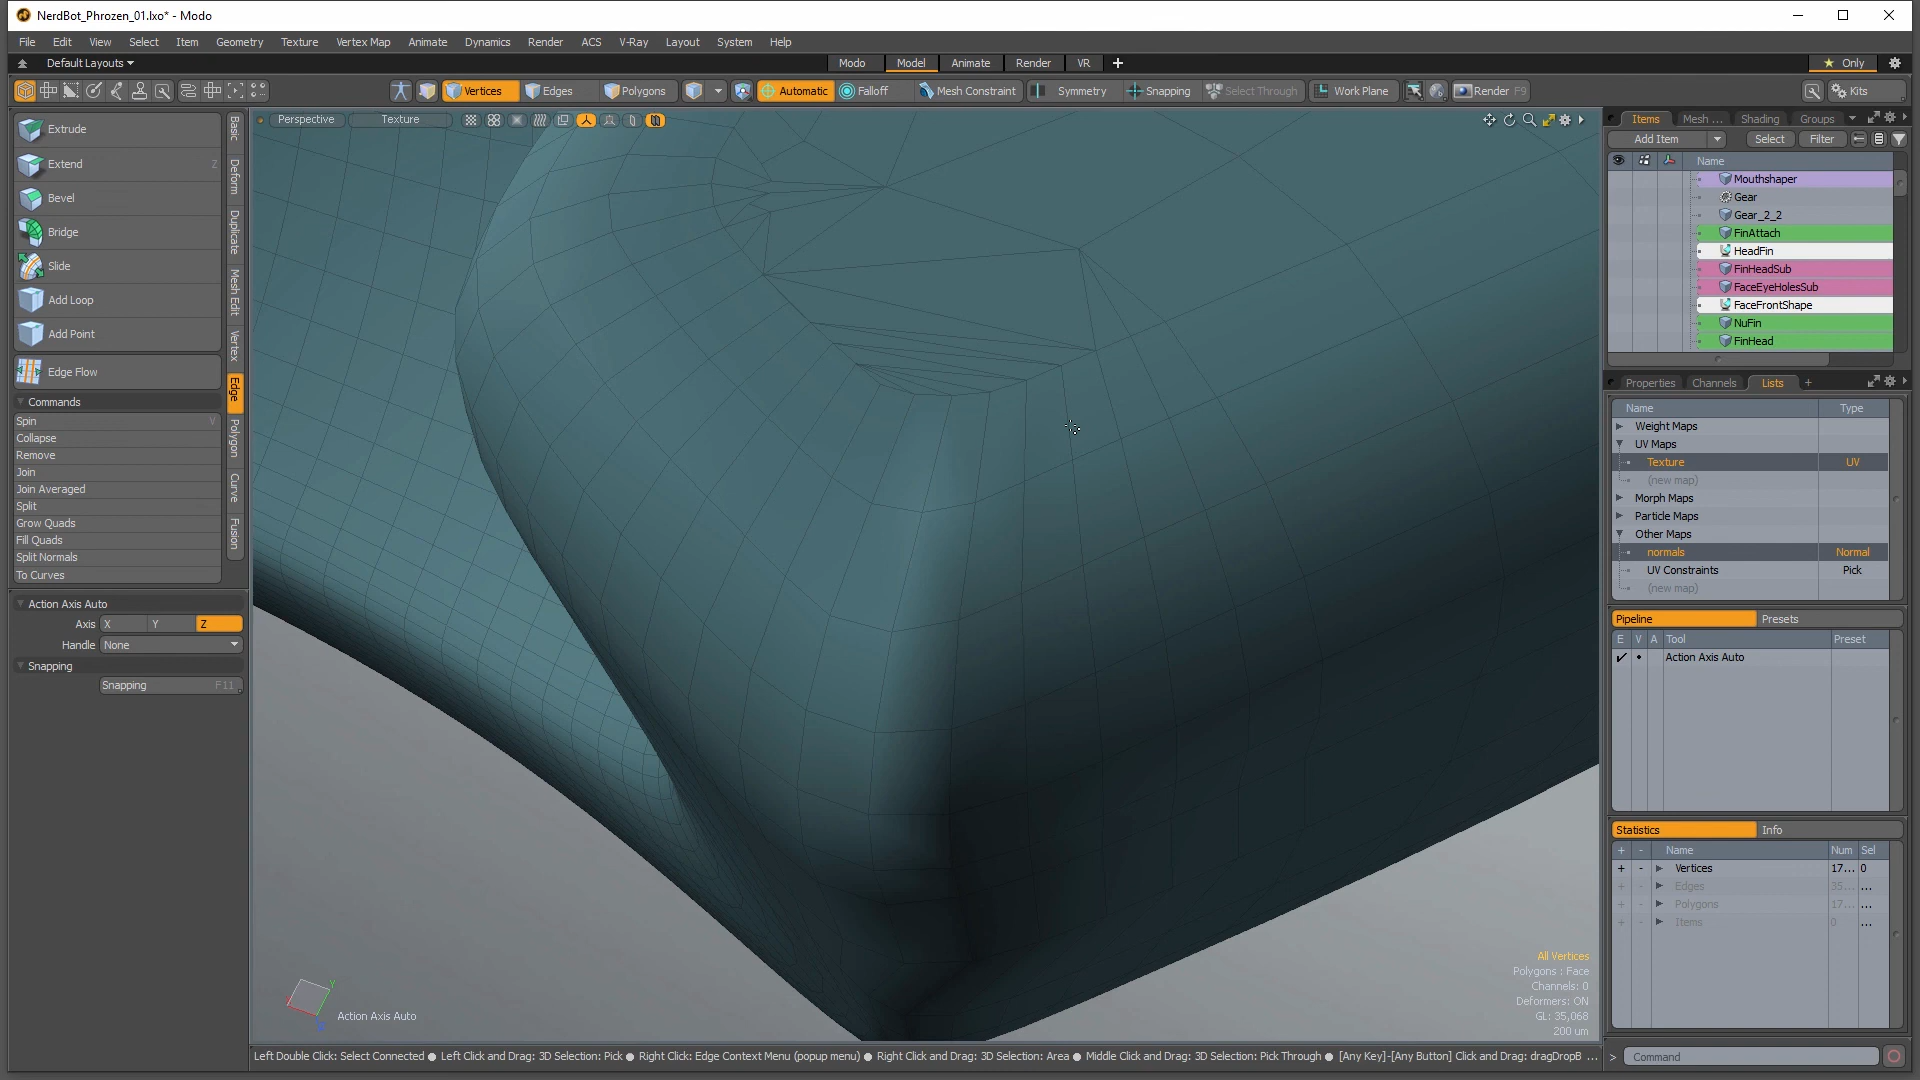 NerdBot_Phrozen_01.lxo* - Modo
File Edit View Select Item Geometry Texture Vertex Map Animate Dynamics Render ACS V-Ray Layout System Help
Default Layouts
Modo Model Animate Render VR +
Only
Vertices Edges Polygons Automatic Falloff Mesh Constraint Symmetry Snapping Select Through Work Plane Render F9 Kits
Extrude
Extend Z
Bevel
Bridge
Slide
Add Loop
Add Point
Edge Flow
Commands
Spin V
Collapse
Remove
Join
Join Averaged
Split
Grow Quads
Fill Quads
Split Normals
To Curves
Basic
Deform
Duplicate
Mesh Edit
Vertex
Edge
Polygon
Curve
Fusion
Action Axis Auto
Axis X Y Z
Handle None
Snapping
Snapping F11
Perspective Texture
All Vertices
Polygons : Face
Channels: 0
Deformers: ON
GL: 35,068
200 um
Y
Action Axis Auto
Items Mesh ... Shading Groups
Add Item Select Filter
Name
Mouthshaper
Gear
Gear_2_2
FinAttach
HeadFin
FinHeadSub
FaceEyeHolesSub
FaceFrontShape
NuFin
FinHead
Properties Channels Lists +
Name Type
Weight Maps
UV Maps
Texture UV
(new map)
Morph Maps
Particle Maps
Other Maps
normals Normal
UV Constraints Pick
(new map)
Pipeline Presets
E V A Tool Preset
Action Axis Auto
Statistics Info
+ - Name Num Sel
+ - Vertices 17... 0
+ - Edges 35... ...
+ - Polygons 17... ...
+ - Items 0 ...
Left Double Click: Select Connected ● Left Click and Drag: 3D Selection: Pick ● Right Click: Edge Context Menu (popup menu) ● Right Click and Drag: 3D Selection: Area ● Middle Click and Drag: 3D Selection: Pick Through ● [Any Key]-[Any Button] Click and Drag: dragDropB ...
> Command